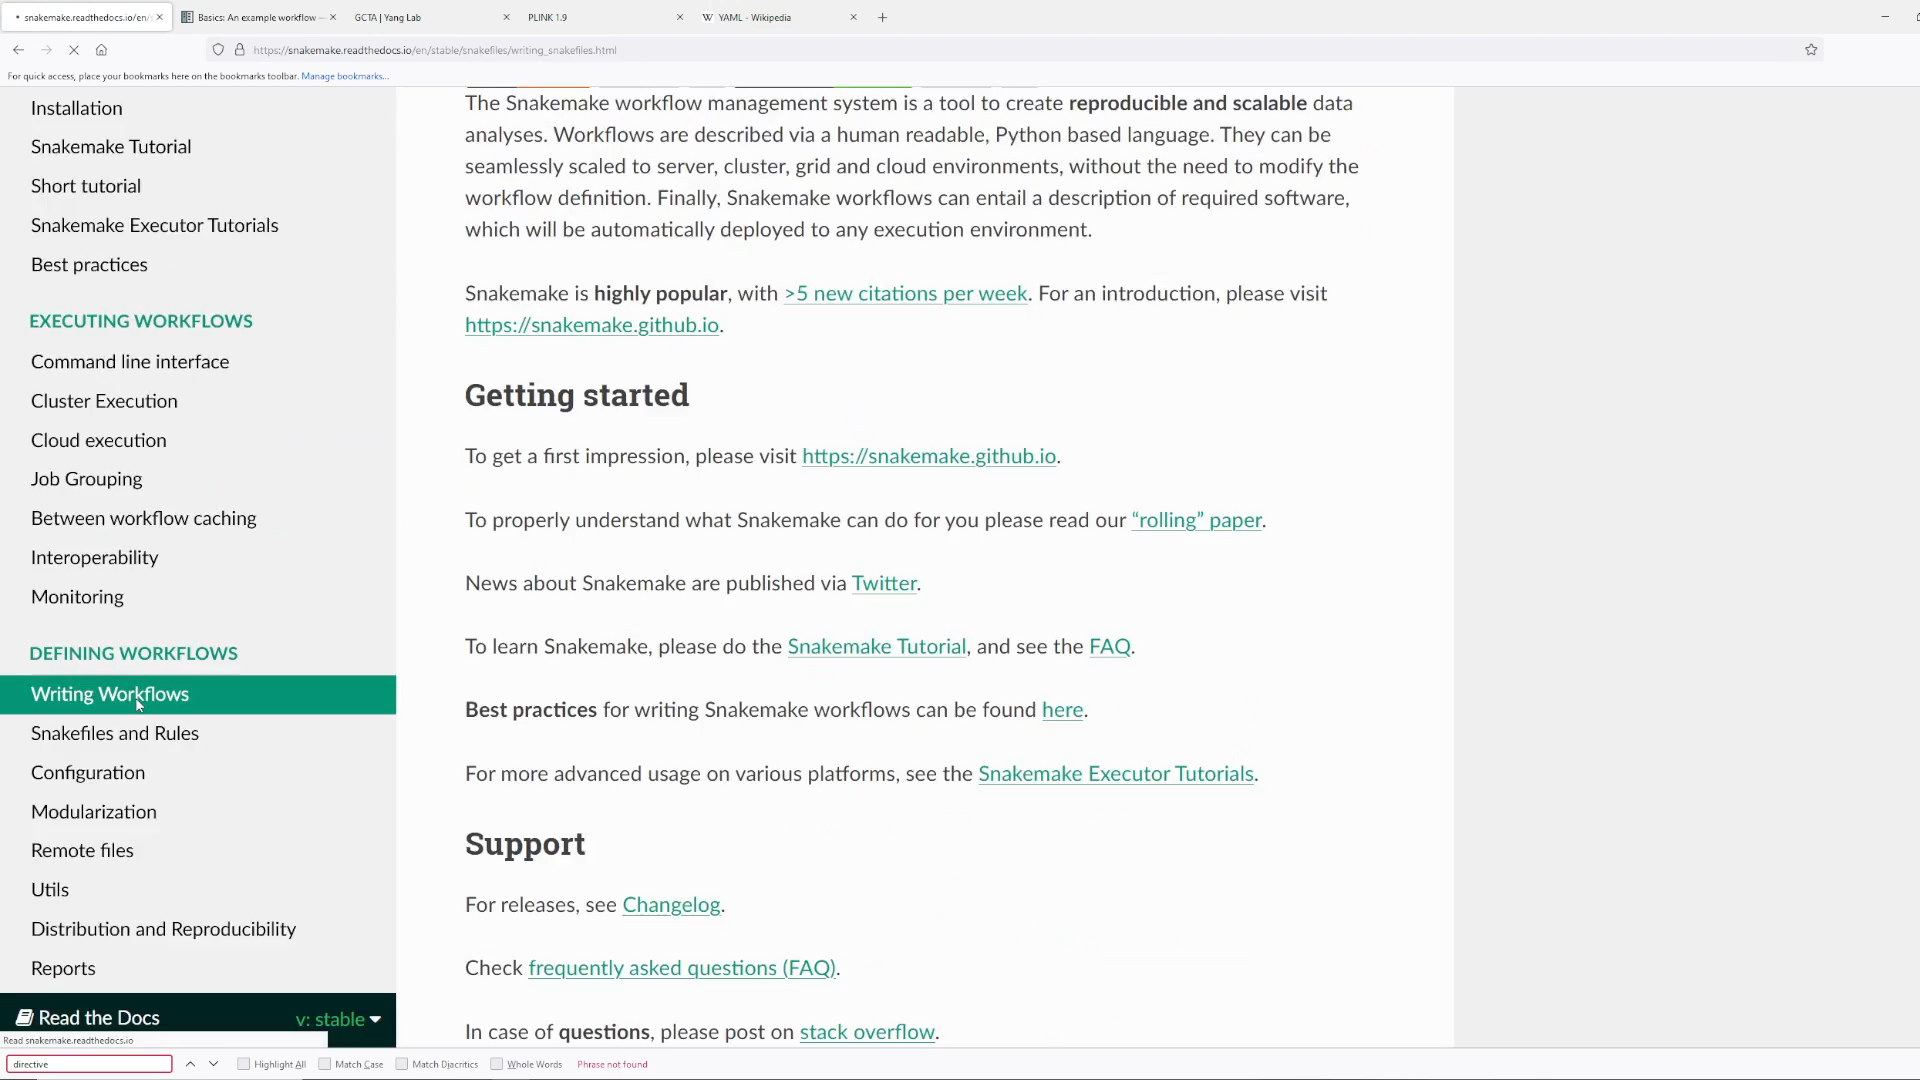 snakemake.readthedocs.io/en/
Basics: An example workflow —
GCTA | Yang Lab
PLINK 1.9
YAML - Wikipedia
https://snakemake.readthedocs.io/en/stable/snakefiles/writing_snakefiles.html
For quick access, place your bookmarks here on the bookmarks toolbar. Manage bookmarks...
Installation
Snakemake Tutorial
Short tutorial
Snakemake Executor Tutorials
Best practices
EXECUTING WORKFLOWS
Command line interface
Cluster Execution
Cloud execution
Job Grouping
Between workflow caching
Interoperability
Monitoring
DEFINING WORKFLOWS
Writing Workflows
Snakefiles and Rules
Configuration
Modularization
Remote files
Utils
Distribution and Reproducibility
Reports
Read the Docs
v: stable
The Snakemake workflow management system is a tool to create reproducible and scalable data
analyses. Workflows are described via a human readable, Python based language. They can be
seamlessly scaled to server, cluster, grid and cloud environments, without the need to modify the
workflow definition. Finally, Snakemake workflows can entail a description of required software,
which will be automatically deployed to any execution environment.
Snakemake is highly popular, with >5 new citations per week. For an introduction, please visit
https://snakemake.github.io.
Getting started
To get a first impression, please visit https://snakemake.github.io.
To properly understand what Snakemake can do for you please read our “rolling” paper.
News about Snakemake are published via Twitter.
To learn Snakemake, please do the Snakemake Tutorial, and see the FAQ.
Best practices for writing Snakemake workflows can be found here.
For more advanced usage on various platforms, see the Snakemake Executor Tutorials.
Support
For releases, see Changelog.
Check frequently asked questions (FAQ).
In case of questions, please post on stack overflow.
Read snakemake.readthedocs.io
directive
Highlight All
Match Case
Match Diacritics
Whole Words
Phrase not found